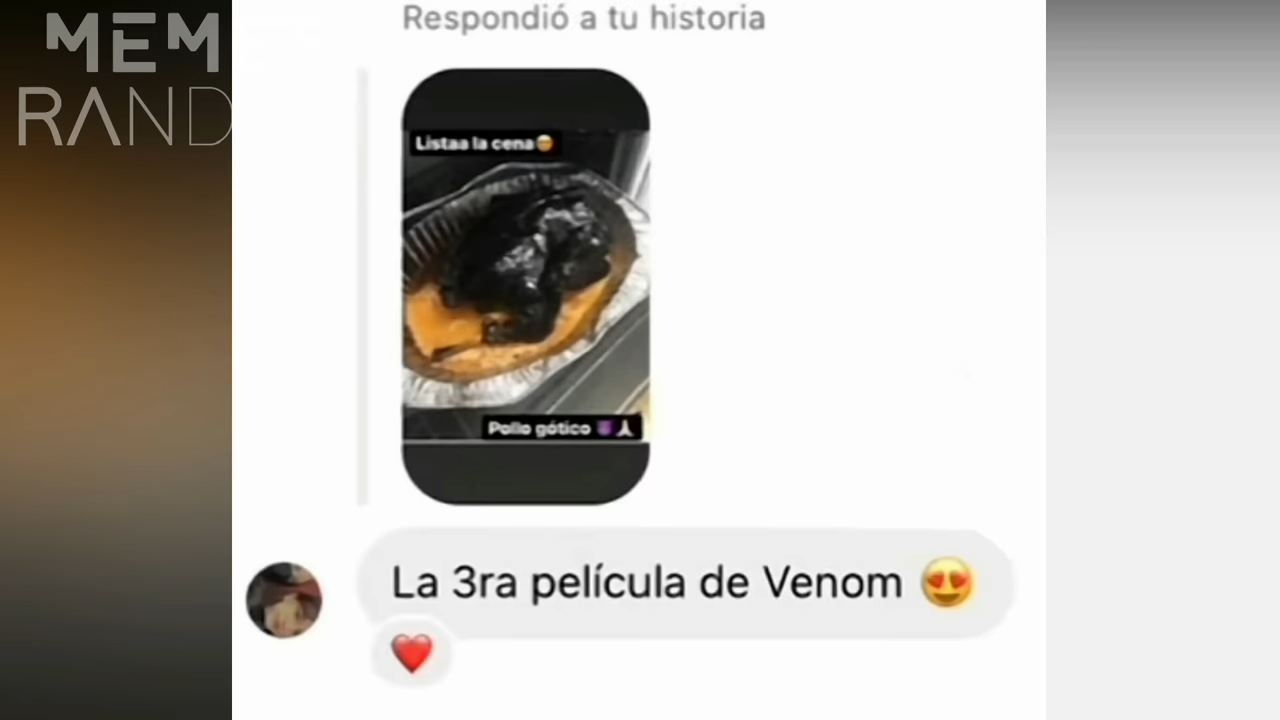 MEM
RAND
Respondió a tu historia
Listaa la cena😍
Pollo gótico 😈🙏
La 3ra película de Venom 😍
❤️